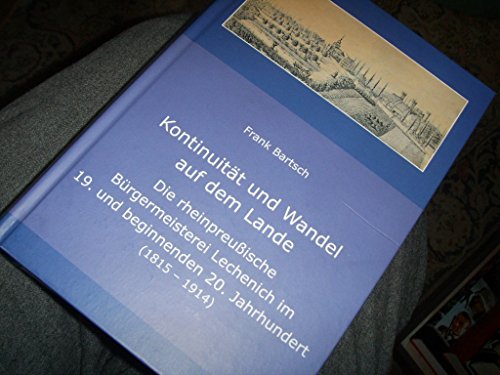 Frank Bartsch
Kontinuität und Wandel
auf dem Lande
Die rheinpreußische
Bürgermeisterei Lechenich im
19. und beginnenden 20. Jahrhundert
(1815 – 1914)